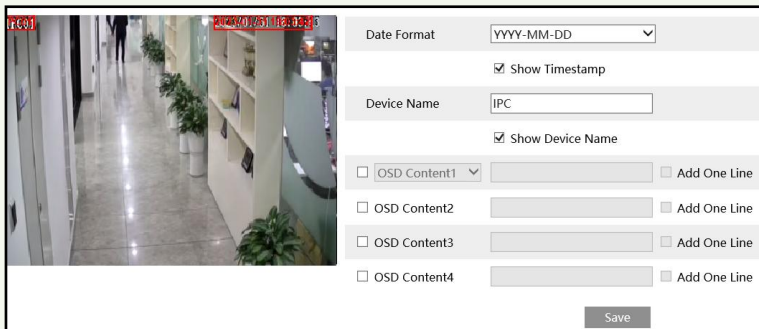 IPC01
Date Format YYYY-MM-DD
Show Timestamp
Device Name IPC
Show Device Name
OSD Content1 Add One Line
OSD Content2 Add One Line
OSD Content3 Add One Line
OSD Content4 Add One Line
Save